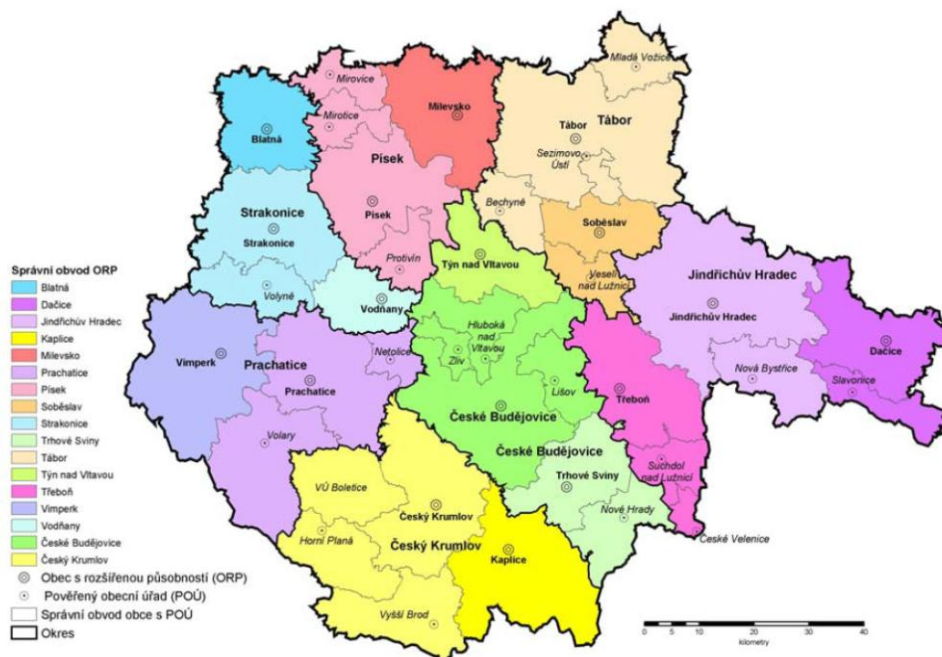 Mladá Vožice
Mirovice
Milevsko
Mirotice
Tábor
Tábor
Blatná
Sezimovo
Ústí
Písek
Bechyně
Písek
Strakonice
Soběslav
Strakonice
Protivín
Týn nad Vltavou
Veselí
nad Lužnicí
Jindřichův Hradec
Volyně
Vodňany
Jindřichův Hradec
Hluboká
nad
Vltavou
Zliv
Netolice
Dačice
Vimperk
Prachatice
Prachatice
Nová Bystřice
Slavonice
Lišov
Třeboň
České Budějovice
Volary
České Budějovice
Suchdol
nad Lužnicí
Trhové Sviny
VÚ Boletice
Nové Hrady
Český Krumlov
České Velenice
Horní Planá
Český Krumlov
Kaplice
Vyšší Brod
Správní obvod ORP
Blatná
Dačice
Jindřichův Hradec
Kaplice
Milevsko
Prachatice
Písek
Soběslav
Strakonice
Trhové Sviny
Tábor
Týn nad Vltavou
Třeboň
Vimperk
Vodňany
České Budějovice
Český Krumlov
Obec s rozšířenou působností (ORP)
Pověřený obecní úřad (POÚ)
Správní obvod obce s POÚ
Okres
0 5 10 20 30 40
kilometry